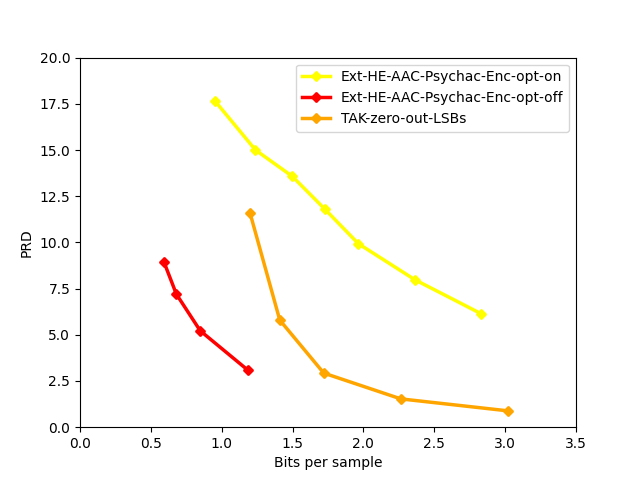 20.0
17.5
15.0
12.5
10.0
7.5
5.0
2.5
0.0
PRD
Ext-HE-AAC-Psychac-Enc-opt-on
Ext-HE-AAC-Psychac-Enc-opt-off
TAK-zero-out-LSBs
0.0 0.5 1.0 1.5 2.0 2.5 3.0 3.5
Bits per sample